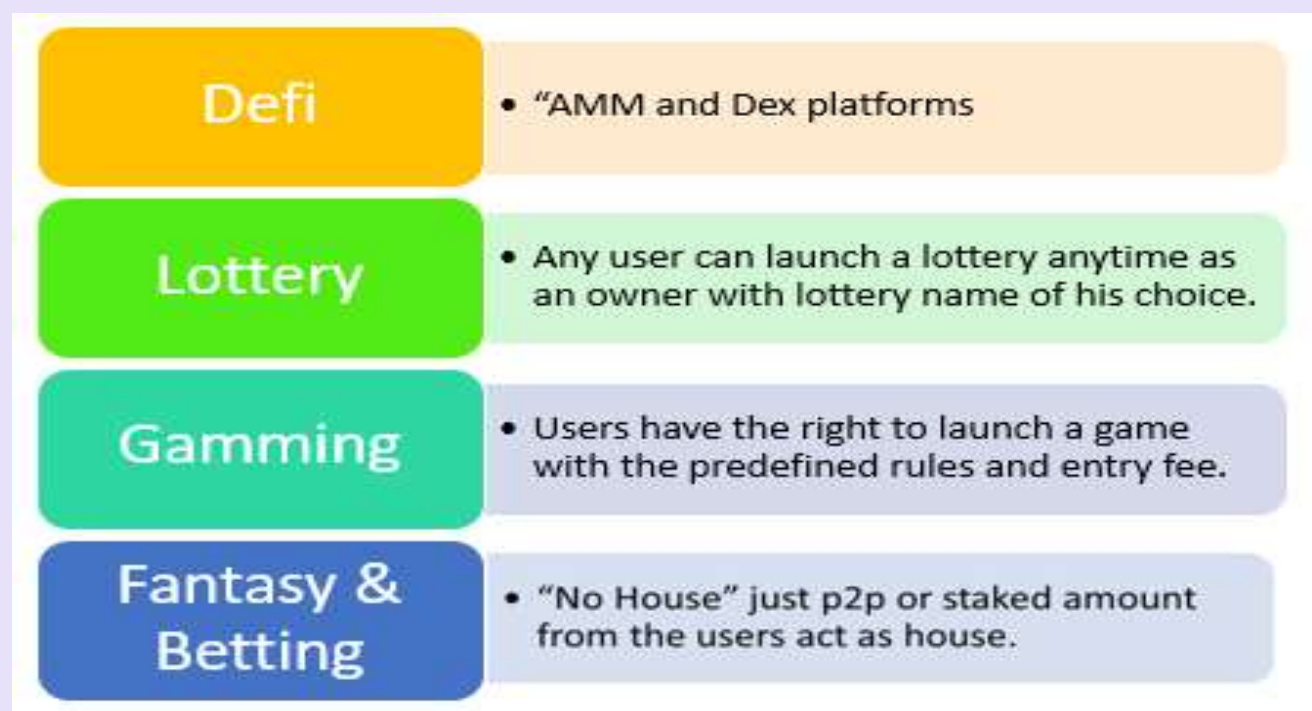 Defi
• “AMM and Dex platforms
Lottery
• Any user can launch a lottery anytime as
an owner with lottery name of his choice.
Gamming
• Users have the right to launch a game
with the predefined rules and entry fee.
Fantasy &
Betting
• “No House” just p2p or staked amount
from the users act as house.